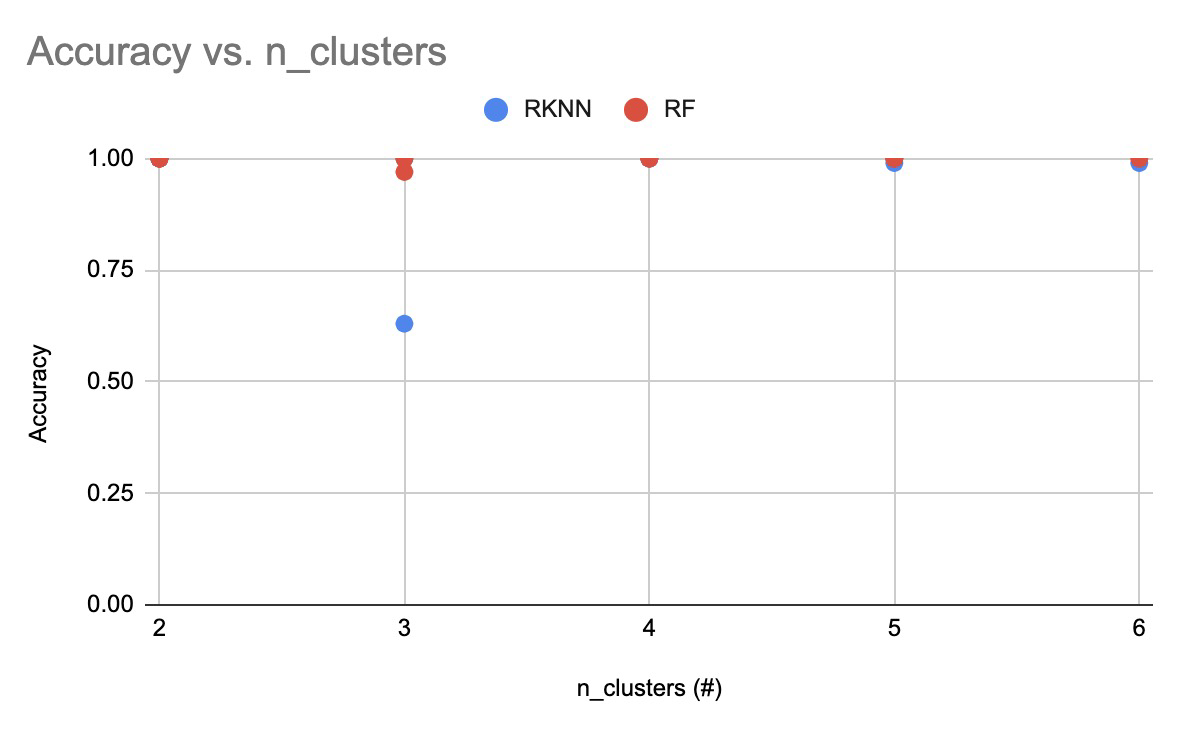 Accuracy vs. n_clusters
RKNN RF
1.00
0.75
0.50
0.25
0.00
Accuracy
2 3 4 5 6
n_clusters (#)